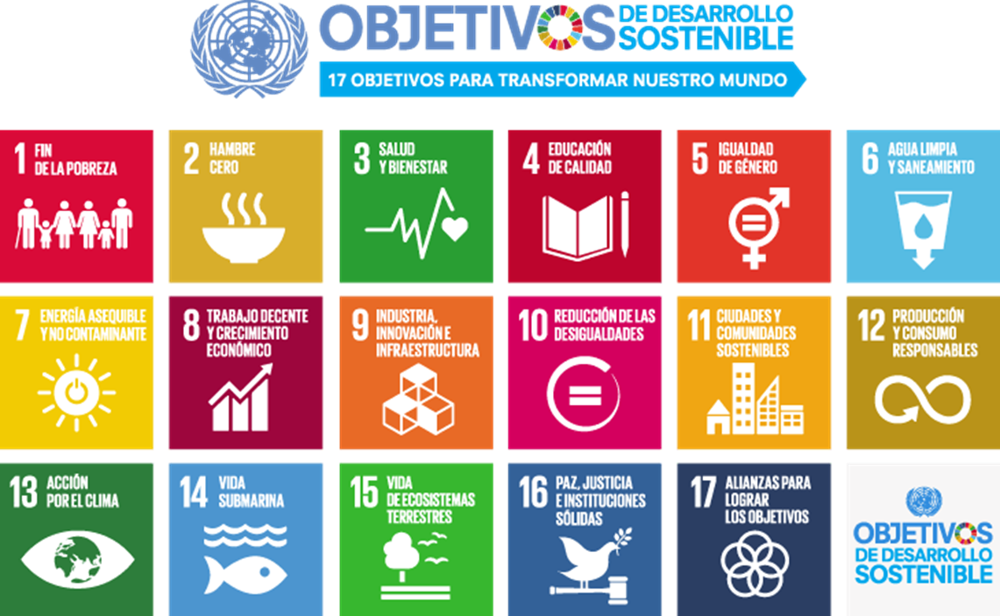 OBJETIVOS DE DESARROLLO
SOSTENIBLE
17 OBJETIVOS PARA TRANSFORMAR NUESTRO MUNDO
1 FIN
DE LA POBREZA
2 HAMBRE
CERO
3 SALUD
Y BIENESTAR
4 EDUCACIÓN
DE CALIDAD
5 IGUALDAD
DE GÉNERO
6 AGUA LIMPIA
Y SANEAMIENTO
7 ENERGÍA ASEQUIBLE
Y NO CONTAMINANTE
8 TRABAJO DECENTE
Y CRECIMIENTO
ECONÓMICO
9 INDUSTRIA,
INNOVACIÓN E
INFRAESTRUCTURA
10 REDUCCIÓN DE LAS
DESIGUALDADES
11 CIUDADES Y
COMUNIDADES
SOSTENIBLES
12 PRODUCCIÓN
Y CONSUMO
RESPONSABLES
13 ACCIÓN
POR EL CLIMA
14 VIDA
SUBMARINA
15 VIDA
DE ECOSISTEMAS
TERRESTRES
16 PAZ, JUSTICIA
E INSTITUCIONES
SÓLIDAS
17 ALIANZAS PARA
LOGRAR
LOS OBJETIVOS
OBJETIVOS
DE DESARROLLO
SOSTENIBLE